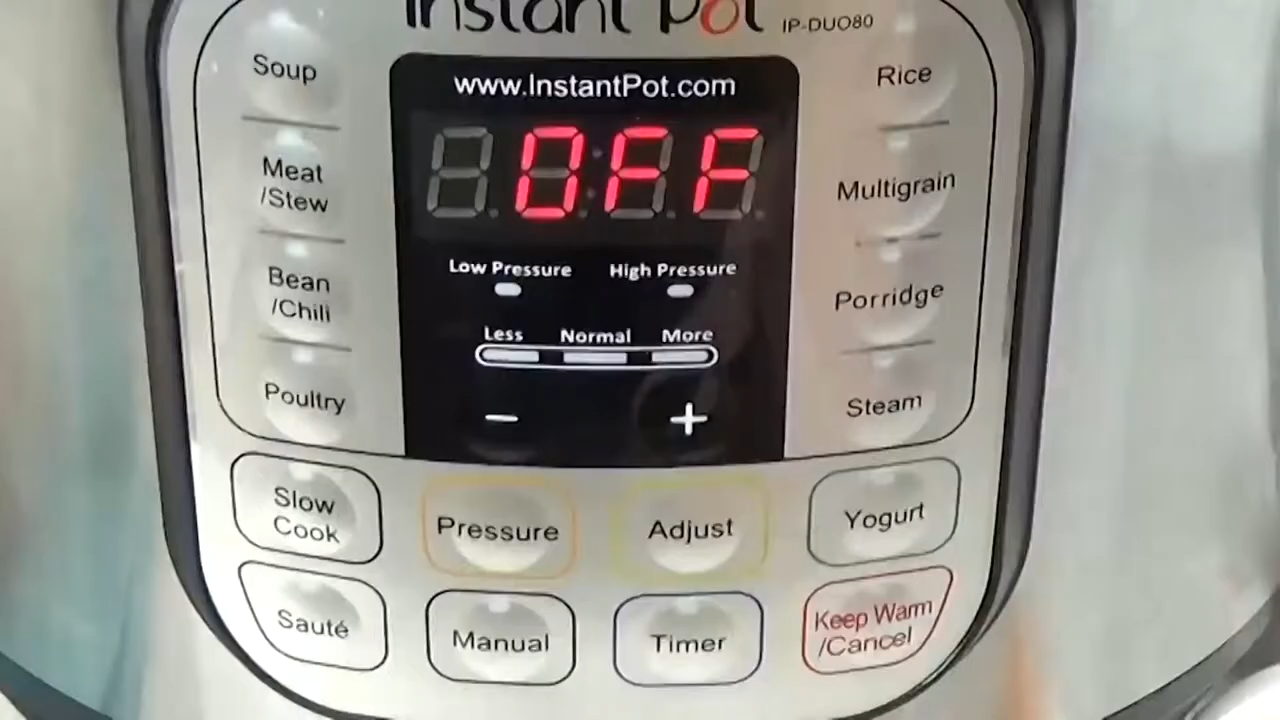 Instant Pot IP-DUO80
www.InstantPot.com
OFF
Low Pressure High Pressure
Less Normal More
− +
Soup
Meat
/Stew
Bean
/Chili
Poultry
Rice
Multigrain
Porridge
Steam
Slow
Cook
Pressure
Adjust
Yogurt
Sauté
Manual
Timer
Keep Warm
/Cancel